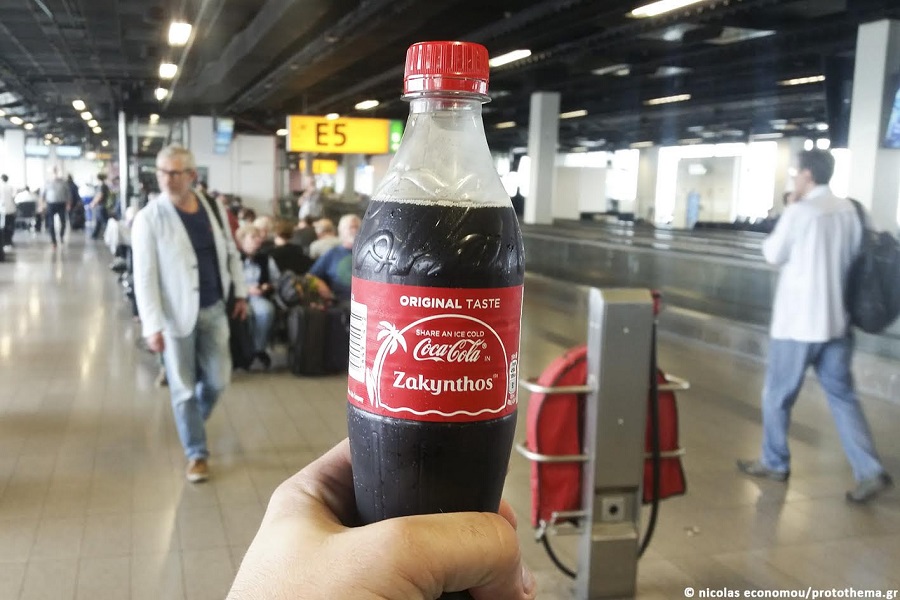 E5
ORIGINAL TASTE
SHARE AN ICE COLD
Coca-Cola® IN
Zakynthos
© nicolas economou/protothema.gr